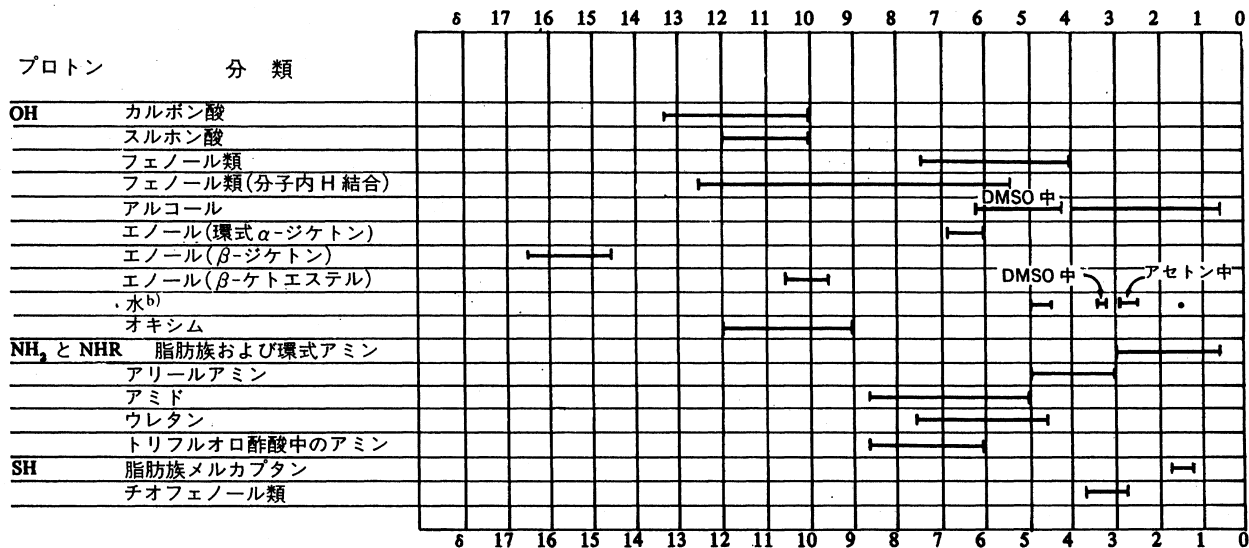 δ 17 16 15 14 13 12 11 10 9 8 7 6 5 4 3 2 1 0
プロトン 分 類
OH カルボン酸
スルホン酸
フェノール類
フェノール類(分子内 H 結合)
DMSO 中
アルコール
エノール(環式α-ジケトン)
エノール(β-ジケトン)
エノール(β-ケトエステル)
DMSO 中 アセトン中
水b)
オキシム
NH2 と NHR 脂肪族および環式アミン
アリールアミン
アミド
ウレタン
トリフルオロ酢酸中のアミン
SH 脂肪族メルカプタン
チオフェノール類
δ 17 16 15 14 13 12 11 10 9 8 7 6 5 4 3 2 1 0